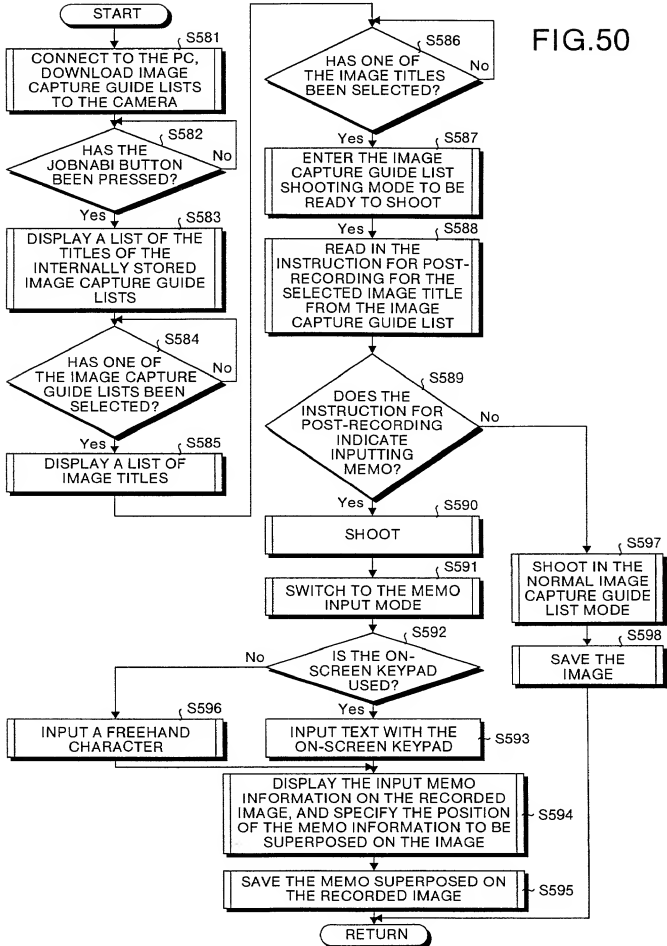 FIG.50
START
S581
CONNECT TO THE PC,
DOWNLOAD IMAGE
CAPTURE GUIDE LISTS
TO THE CAMERA
S582
HAS THE
JOBNABI BUTTON
BEEN PRESSED?
No
Yes
S583
DISPLAY A LIST OF THE
TITLES OF THE
INTERNALLY STORED
IMAGE CAPTURE GUIDE
LISTS
S584
HAS ONE OF
THE IMAGE CAPTURE
GUIDE LISTS BEEN
SELECTED?
No
Yes
S585
DISPLAY A LIST OF
IMAGE TITLES
S586
HAS ONE OF
THE IMAGE TITLES
BEEN SELECTED?
No
Yes
S587
ENTER THE IMAGE
CAPTURE GUIDE LIST
SHOOTING MODE TO BE
READY TO SHOOT
Yes
S588
READ IN THE
INSTRUCTION FOR POST-
RECORDING FOR THE
SELECTED IMAGE TITLE
FROM THE IMAGE
CAPTURE GUIDE LIST
S589
DOES THE
INSTRUCTION FOR
POST-RECORDING
INDICATE
INPUTTING
MEMO?
No
Yes
S590
SHOOT
S591
SWITCH TO THE MEMO
INPUT MODE
S592
IS THE ON-
SCREEN KEYPAD
USED?
No
Yes
S596
INPUT A FREEHAND
CHARACTER
INPUT TEXT WITH THE
ON-SCREEN KEYPAD
S593
DISPLAY THE INPUT MEMO
INFORMATION ON THE RECORDED
IMAGE, AND SPECIFY THE POSITION
OF THE MEMO INFORMATION TO BE
SUPERPOSED ON THE IMAGE
S594
SAVE THE MEMO SUPERPOSED ON
THE RECORDED IMAGE
S595
S597
SHOOT IN THE
NORMAL IMAGE
CAPTURE GUIDE
LIST MODE
S598
SAVE THE
IMAGE
RETURN